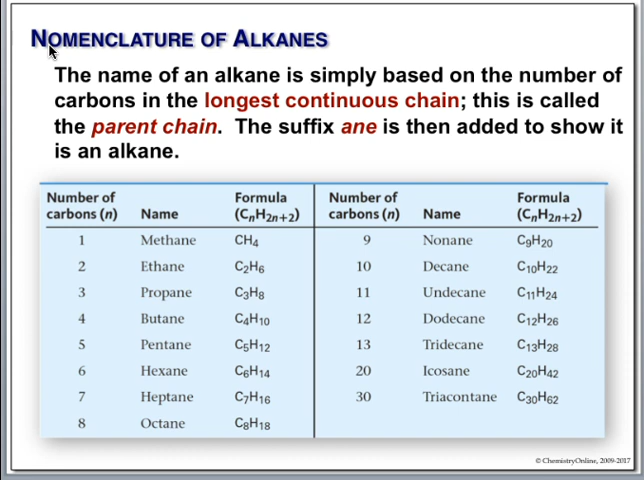 NOMENCLATURE OF ALKANES
The name of an alkane is simply based on the number of
carbons in the longest continuous chain; this is called
the parent chain. The suffix ane is then added to show it
is an alkane.
Number of carbons (n) Name Formula (CnH2n+2) Number of carbons (n) Name Formula (CnH2n+2)
1 Methane CH4 9 Nonane C9H20
2 Ethane C2H6 10 Decane C10H22
3 Propane C3H8 11 Undecane C11H24
4 Butane C4H10 12 Dodecane C12H26
5 Pentane C5H12 13 Tridecane C13H28
6 Hexane C6H14 20 Icosane C20H42
7 Heptane C7H16 30 Triacontane C30H62
8 Octane C8H18
© ChemistryOnline, 2009-2017